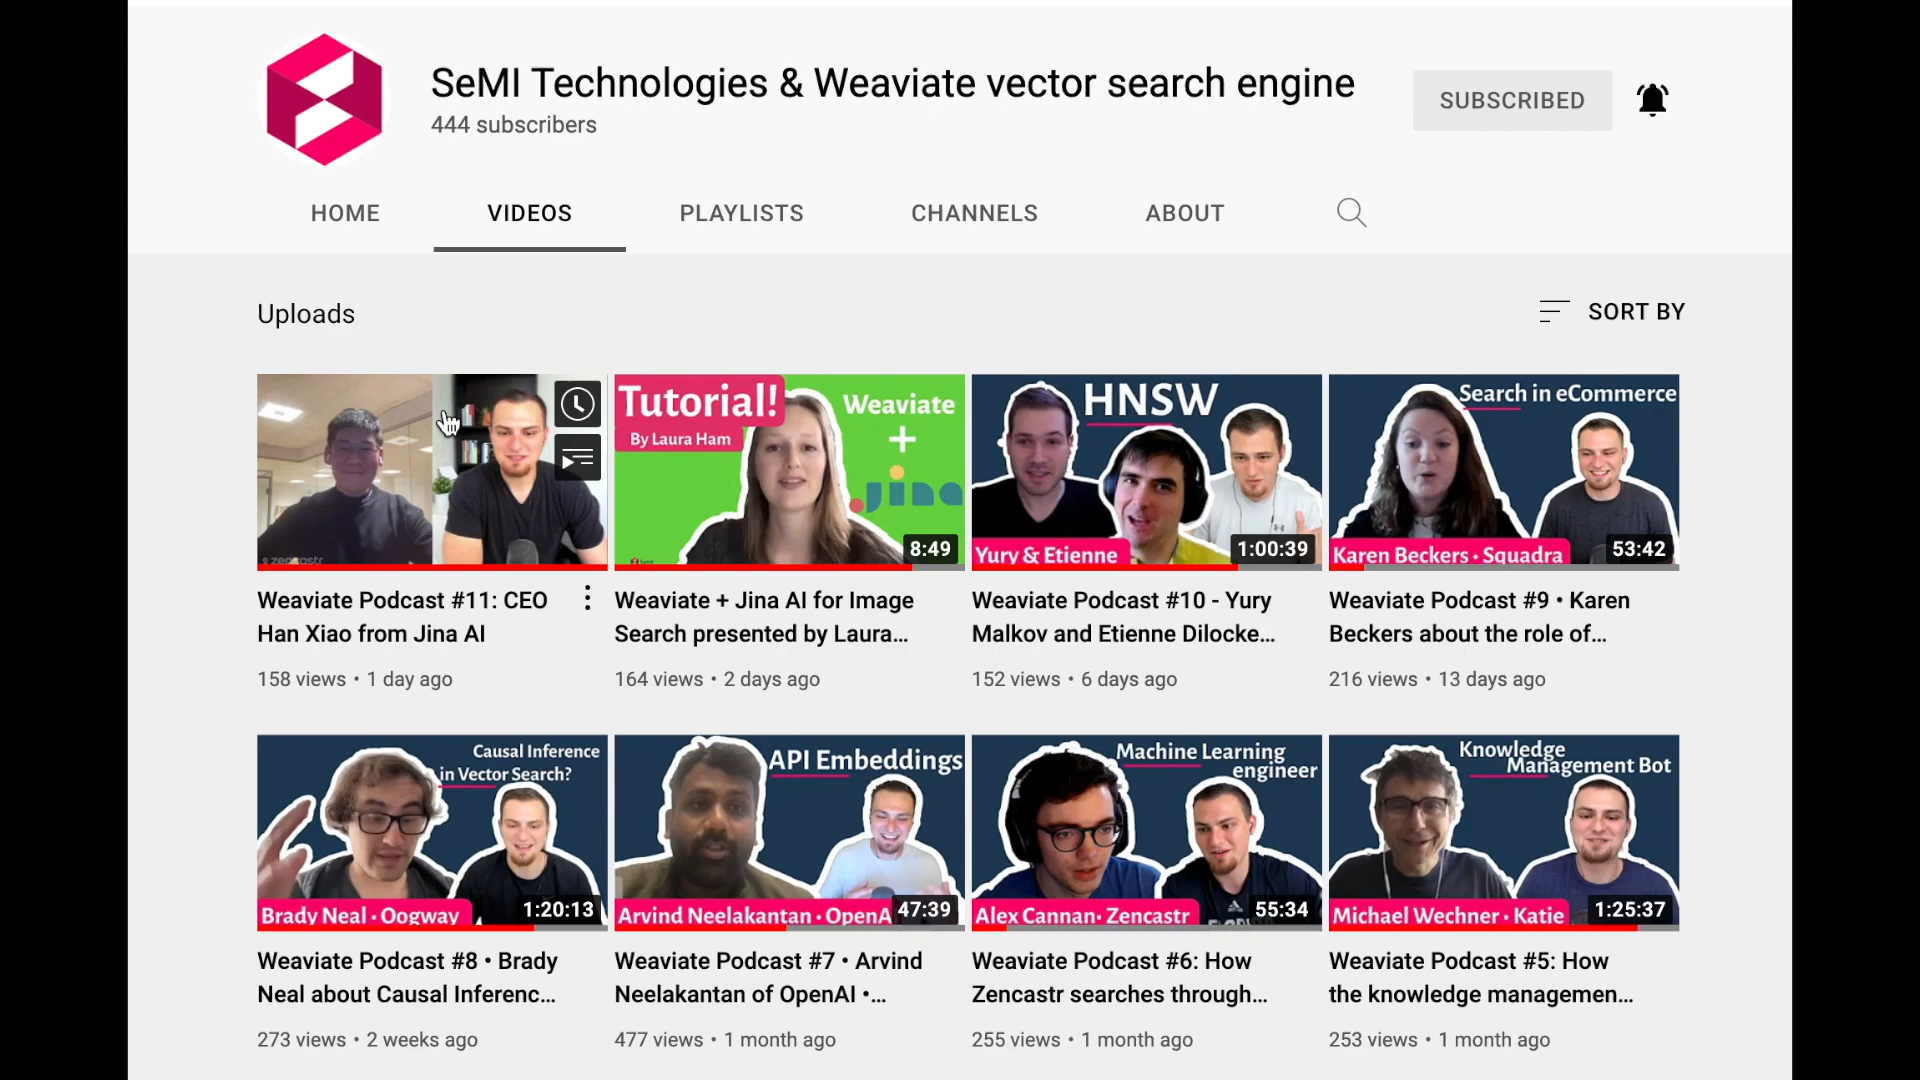 SeMI Technologies & Weaviate vector search engine
444 subscribers
SUBSCRIBED
HOME
VIDEOS
PLAYLISTS
CHANNELS
ABOUT
Uploads
SORT BY
zencastr
Weaviate Podcast #11: CEO
Han Xiao from Jina AI
158 views • 1 day ago
Tutorial!
By Laura Ham
Weaviate
+
jina
8:49
Weaviate + Jina AI for Image
Search presented by Laura...
164 views • 2 days ago
HNSW
Yury & Etienne
1:00:39
Weaviate Podcast #10 - Yury
Malkov and Etienne Dilocke...
152 views • 6 days ago
Search in eCommerce
Karen Beckers • Squadra
53:42
Weaviate Podcast #9 • Karen
Beckers about the role of...
216 views • 13 days ago
Causal Inference
in Vector Search?
Brady Neal • Oogway
1:20:13
Weaviate Podcast #8 • Brady
Neal about Causal Inferenc...
273 views • 2 weeks ago
API Embeddings
Arvind Neelakantan • OpenA
47:39
Weaviate Podcast #7 • Arvind
Neelakantan of OpenAI •...
477 views • 1 month ago
Machine Learning
engineer
Alex Cannan• Zencastr
55:34
Weaviate Podcast #6: How
Zencastr searches through...
255 views • 1 month ago
Knowledge
Management Bot
Michael Wechner • Katie
1:25:37
Weaviate Podcast #5: How
the knowledge managemen...
253 views • 1 month ago